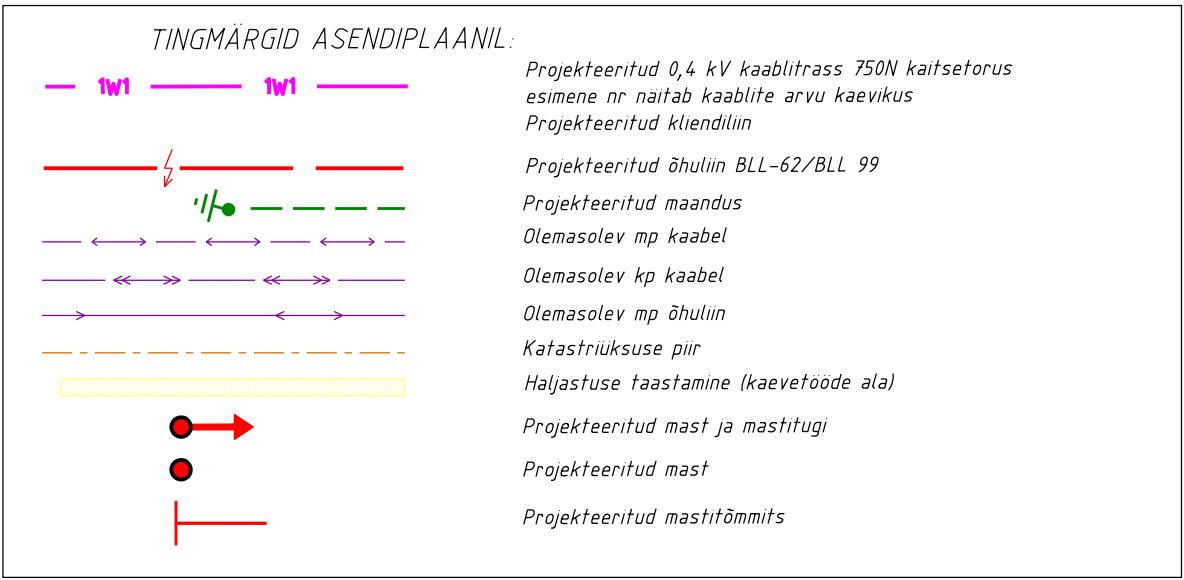 TINGMÄRGID ASENDIPLAANIL:
1W1 1W1
Projekteeritud 0,4 kV kaablitrass 750N kaitsetorus
esimene nr näitab kaablite arvu kaevikus
Projekteeritud kliendiliin
Projekteeritud õhuliin BLL-62/BLL 99
Projekteeritud maandus
Olemasolev mp kaabel
Olemasolev kp kaabel
Olemasolev mp õhuliin
Katastriüksuse piir
Haljastuse taastamine (kaevetööde ala)
Projekteeritud mast ja mastitugi
Projekteeritud mast
Projekteeritud mastitõmmits